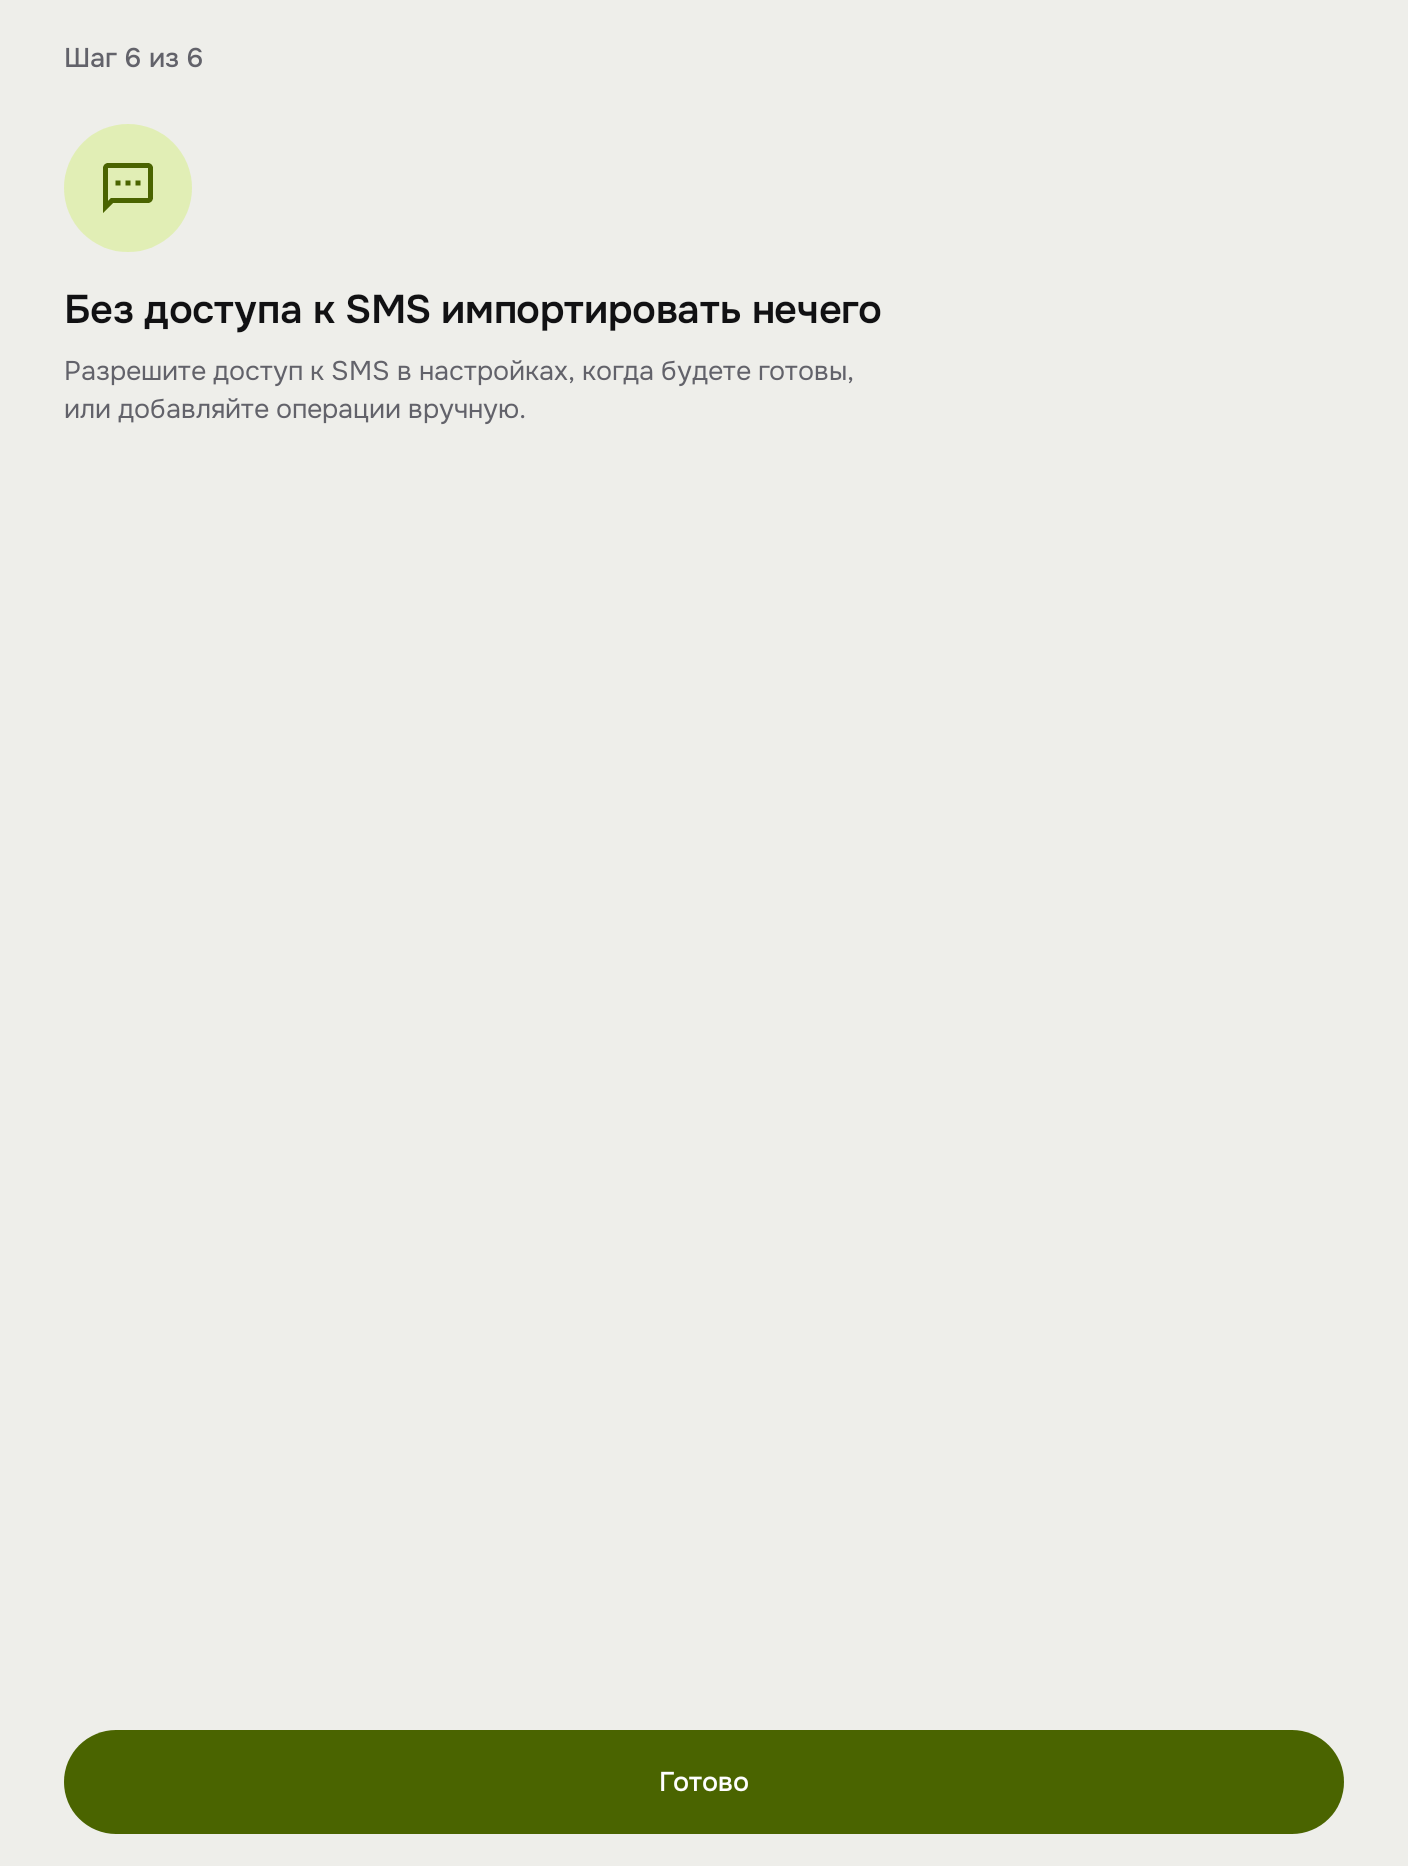 Шаг 6 из 6
Без доступа к SMS импортировать нечего
Разрешите доступ к SMS в настройках, когда будете готовы,
или добавляйте операции вручную.
Готово